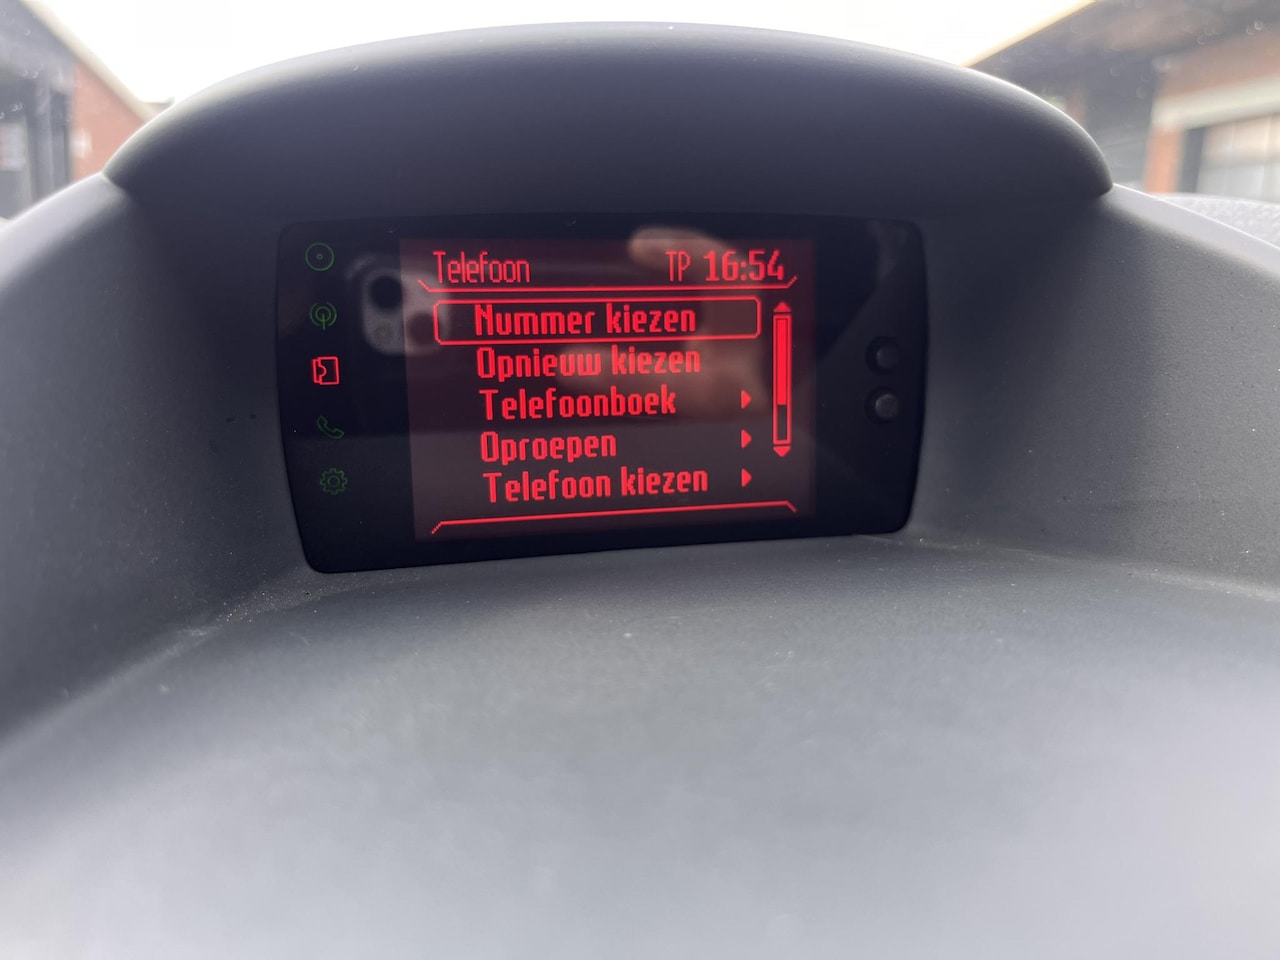 Telefoon TP 16:54
Nummer kiezen
Opnieuw kiezen
Telefoonboek
Oproepen
Telefoon kiezen